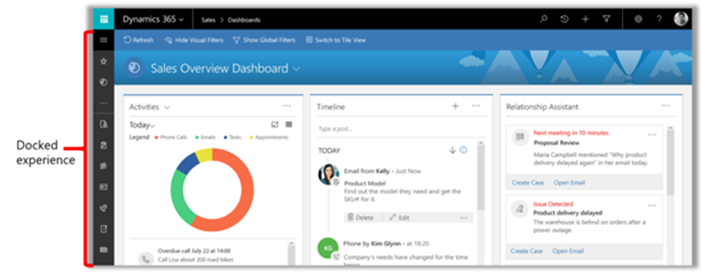 Dynamics 365
Sales > Dashboards
?
Refresh
Hide Visual Filters
Show Global Filters
Switch to Tile View
Sales Overview Dashboard
Docked
experience
Activities
Today
Legend
Phone Calls
Emails
Tasks
Appointments
Overdue call July 22 at 14:00
Call Lisa about 200 road bikes
Timeline
Type a post...
TODAY
Email from Kelly - Just Now
Product Model
Find out the model they need and get the
SKU# for it.
Delete
Edit
KG
Phone by Kim Glynn - at 18:20
Company's needs have changed for the time
Relationship Assistant
Next meeting in 10 minutes
Proposal Review
Maria Campbell mentioned "Why product
delivery delayed again" in her email today.
Create Case Open Email
Issue Detected
Product delivery delayed
The warehouse is behind on orders after a
power outage.
Create Case Open Email